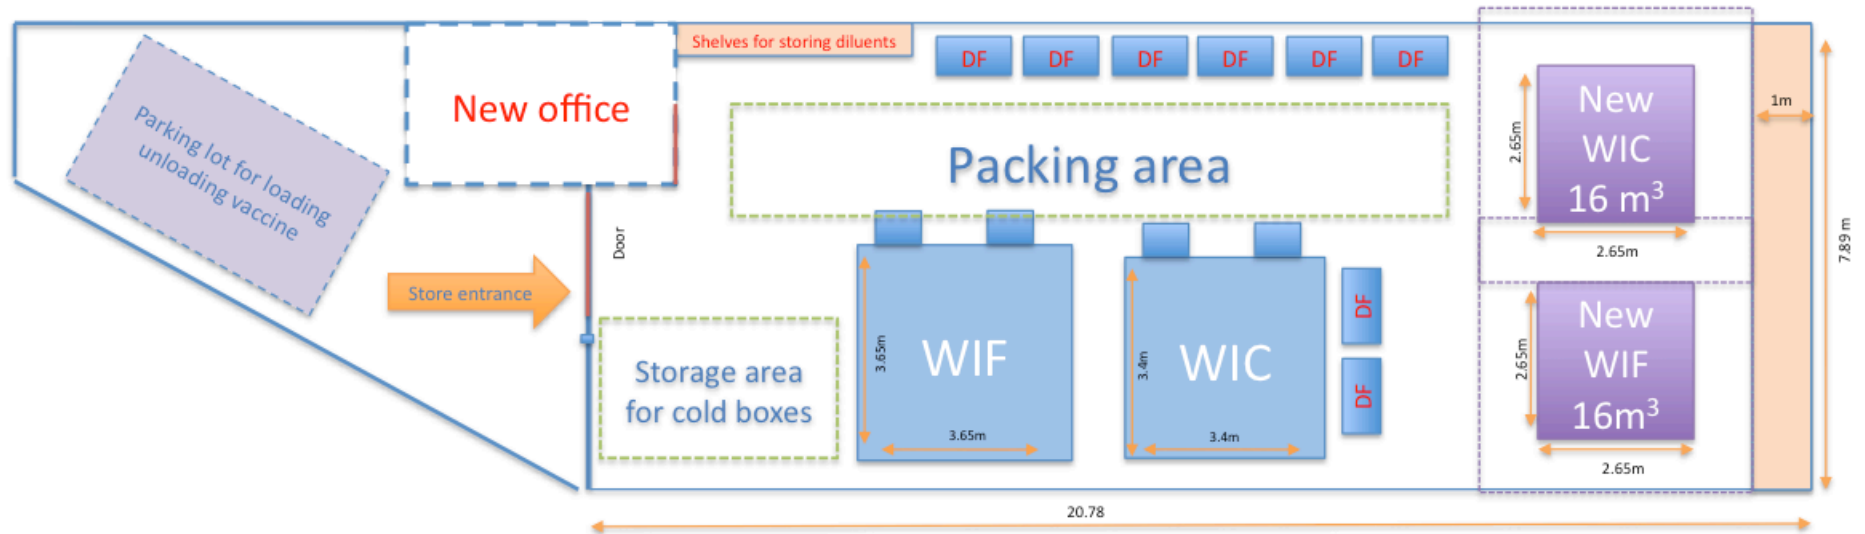 Shelves for storing diluents
DF
DF
DF
DF
DF
DF
New office
Parking lot for loading
unloading vaccine
Packing area
New
WIC
16 m³
2.65m
2.65m
1m
7.89 m
Door
Store entrance
Storage area
for cold boxes
WIF
3.65m
3.65m
WIC
3.4m
3.4m
DF
DF
New
WIF
16m³
2.65m
2.65m
20.78